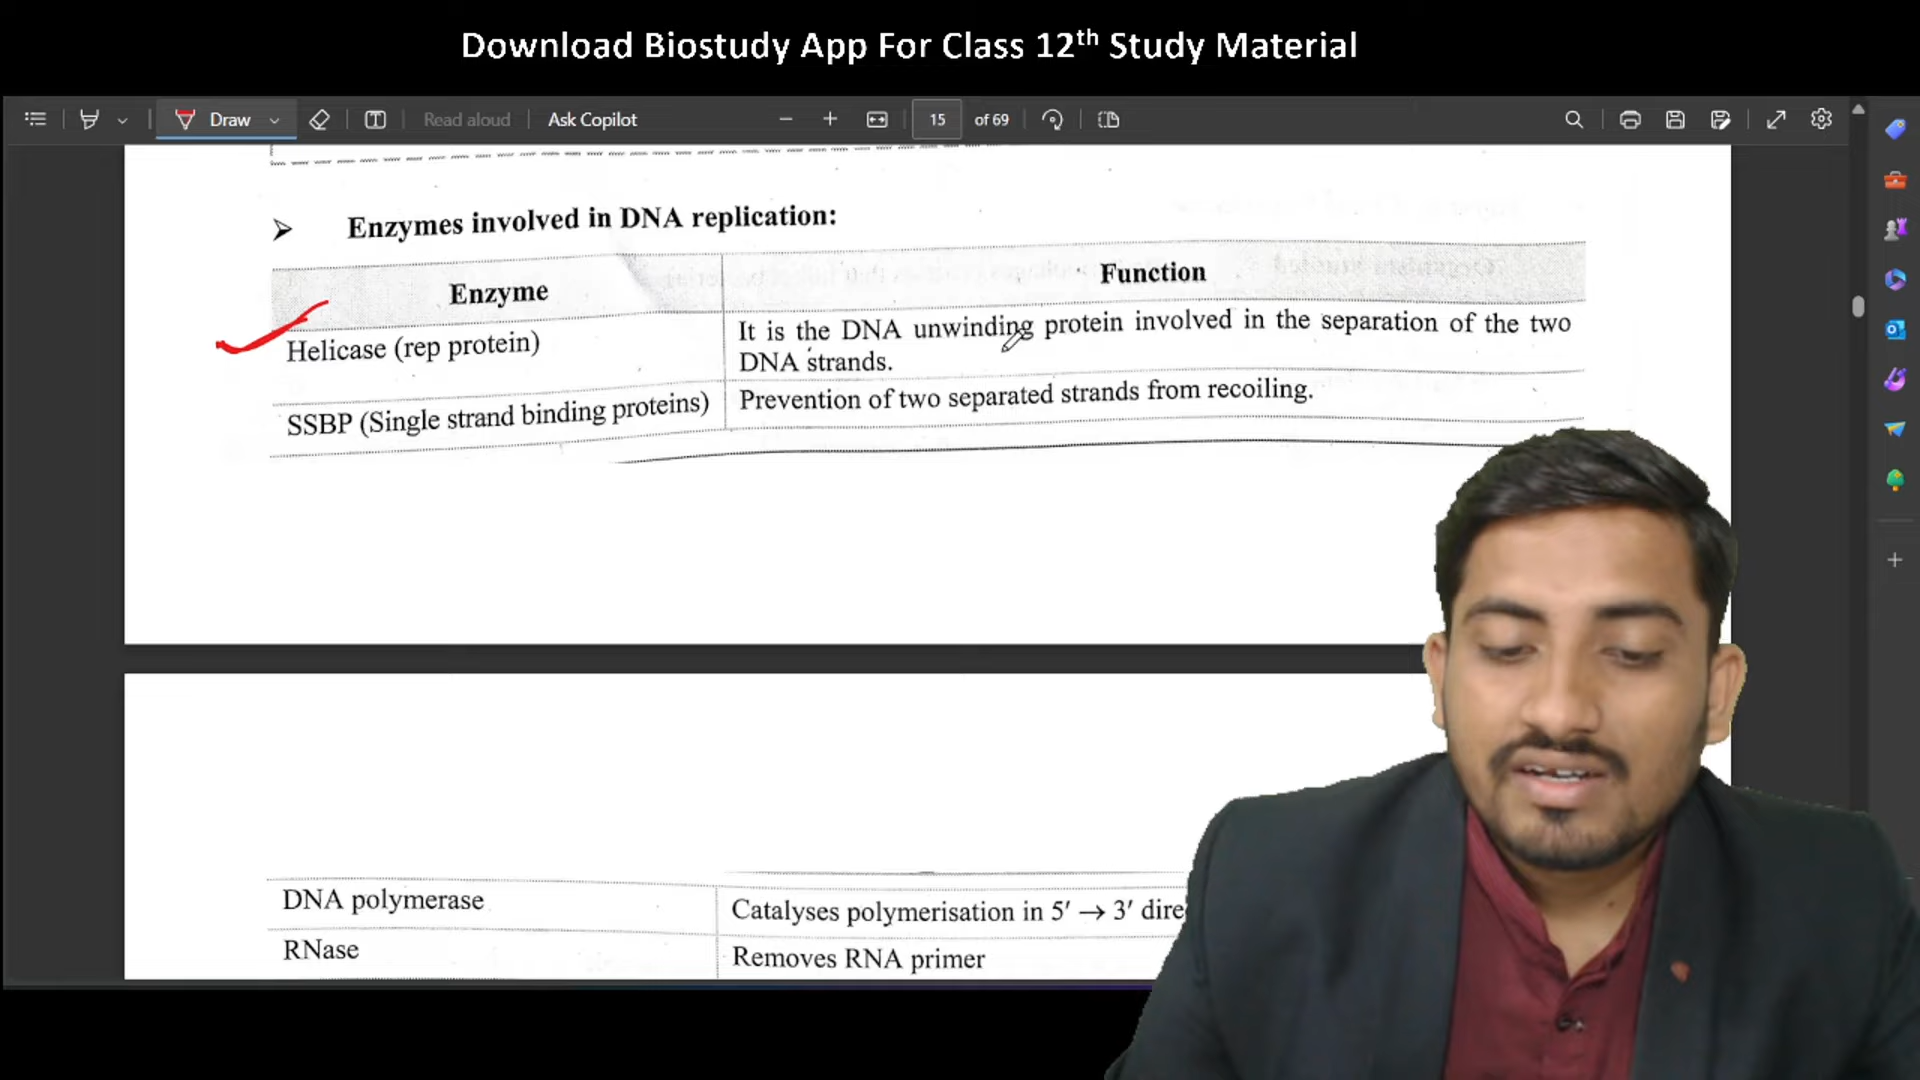 Download Biostudy App For Class 12th Study Material
Draw
Read aloud
Ask Copilot
15
of 69
Enzymes involved in DNA replication:
Enzyme
Function
Helicase (rep protein)
It is the DNA unwinding protein involved in the separation of the two
DNA strands.
SSBP (Single strand binding proteins)
Prevention of two separated strands from recoiling.
DNA polymerase
Catalyses polymerisation in 5′ → 3′ dire
RNase
Removes RNA primer